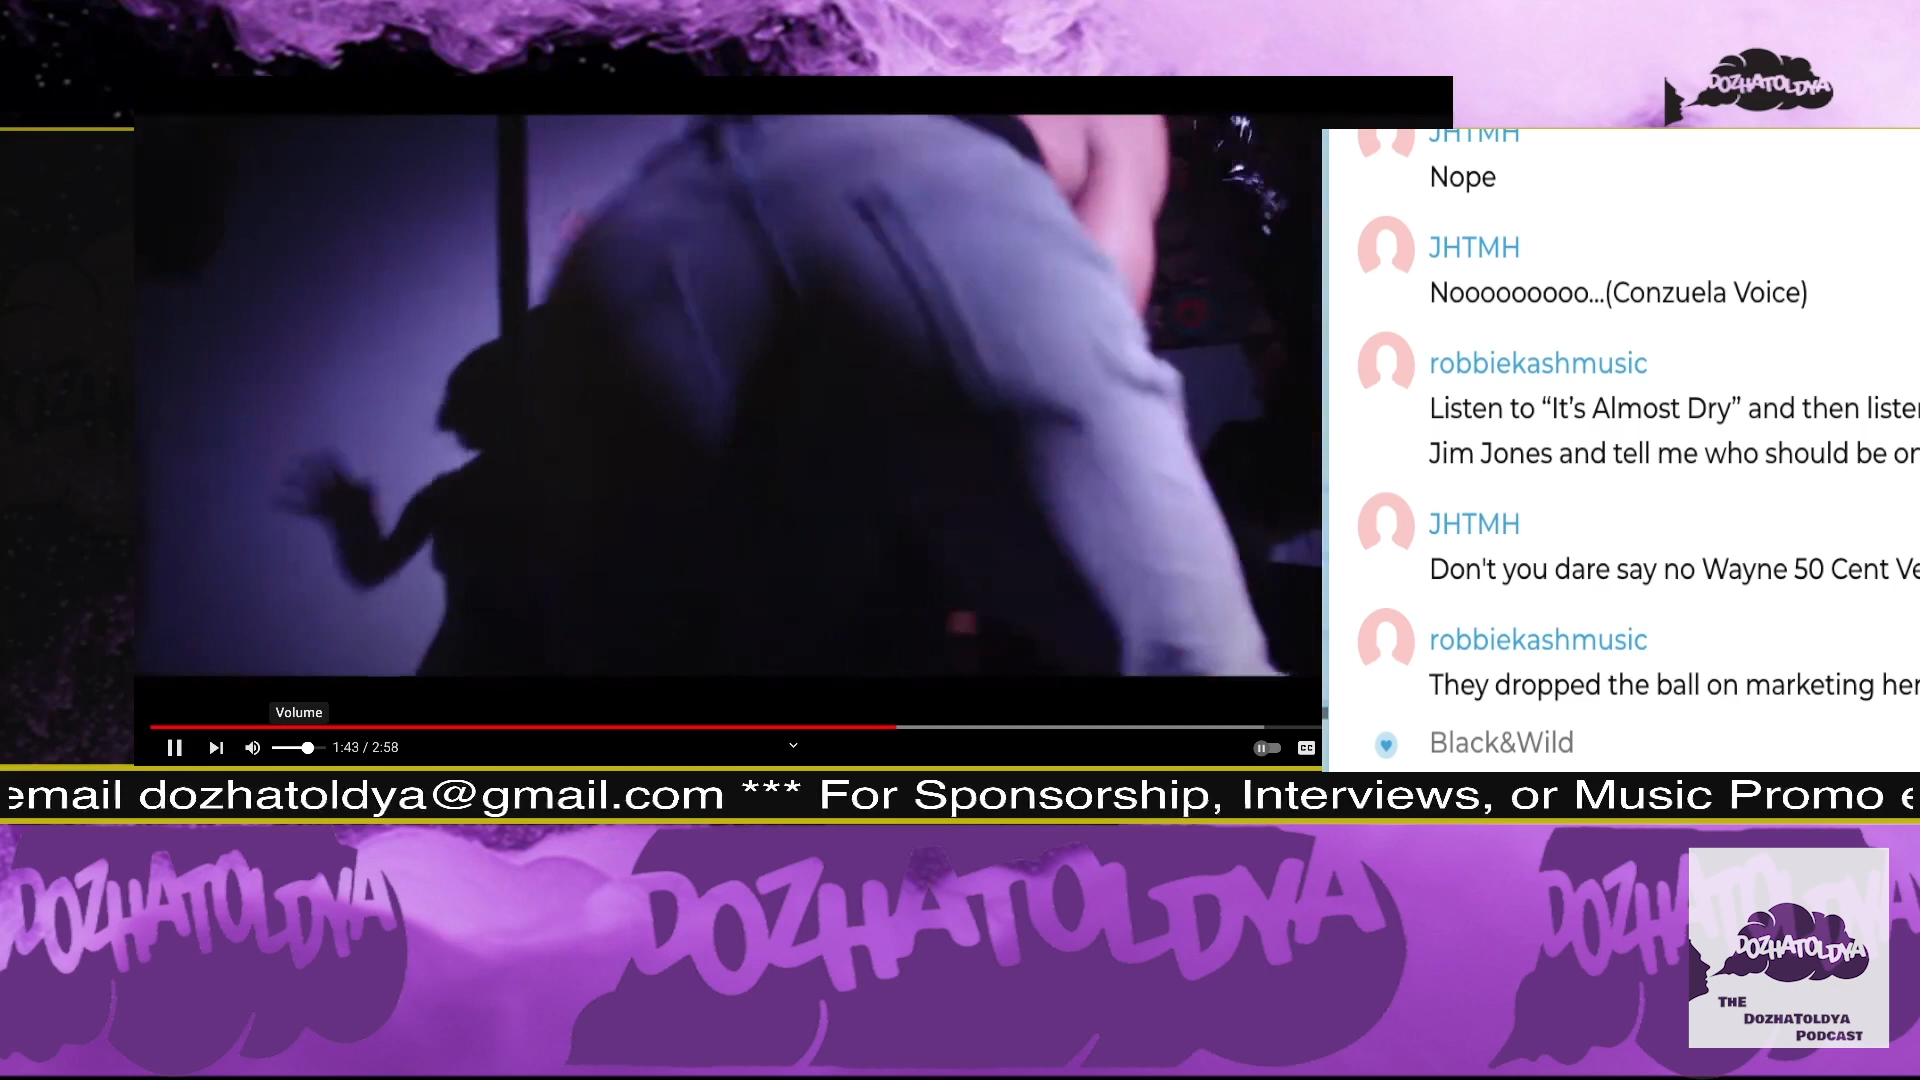 DOZHATOLDYA
JHTMH
Nope
JHTMH
Nooooooooo...(Conzuela Voice)
robbiekashmusic
Listen to “It’s Almost Dry” and then
Jim Jones and tell me who should be
JHTMH
Don't you dare say no Wayne 50 Cent
robbiekashmusic
They dropped the ball on marketing
Black&Wild
Volume
1:43 / 2:58
CC
email dozhatoldya@gmail.com *** For Sponsorship, Interviews, or Music Promo
DOZHATOLDYA
DOZHATOLDYA
DOZHATOLDYA
THE
DOZHATOLDYA
PODCAST